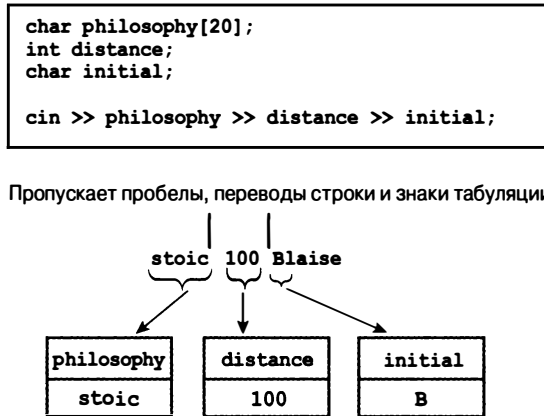 char philosophy[20];
int distance;
char initial;
cin >> philosophy >> distance >> initial;
Пропускает пробелы, переводы строки и знаки табуляции
stoic 100 Blaise
philosophy distance initial
stoic 100 B